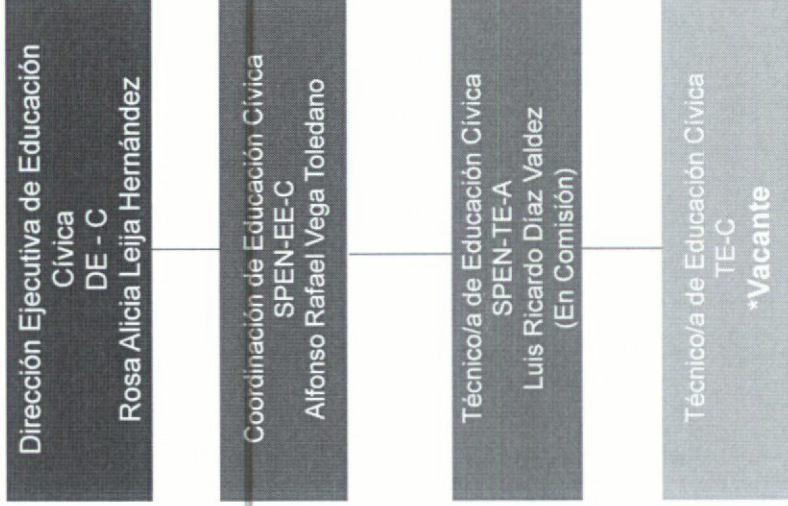 Dirección Ejecutiva de Educación
Cívica
DE - C
Rosa Alicia Leija Hernández
Coordinación de Educación Cívica
SPEN-EE-C
Alfonso Rafael Vega Toledano
Técnico/a de Educación Cívica
SPEN-TE-A
Luis Ricardo Díaz Valdez
(En Comisión)
Técnico/a de Educación Cívica
TE-C
*Vacante